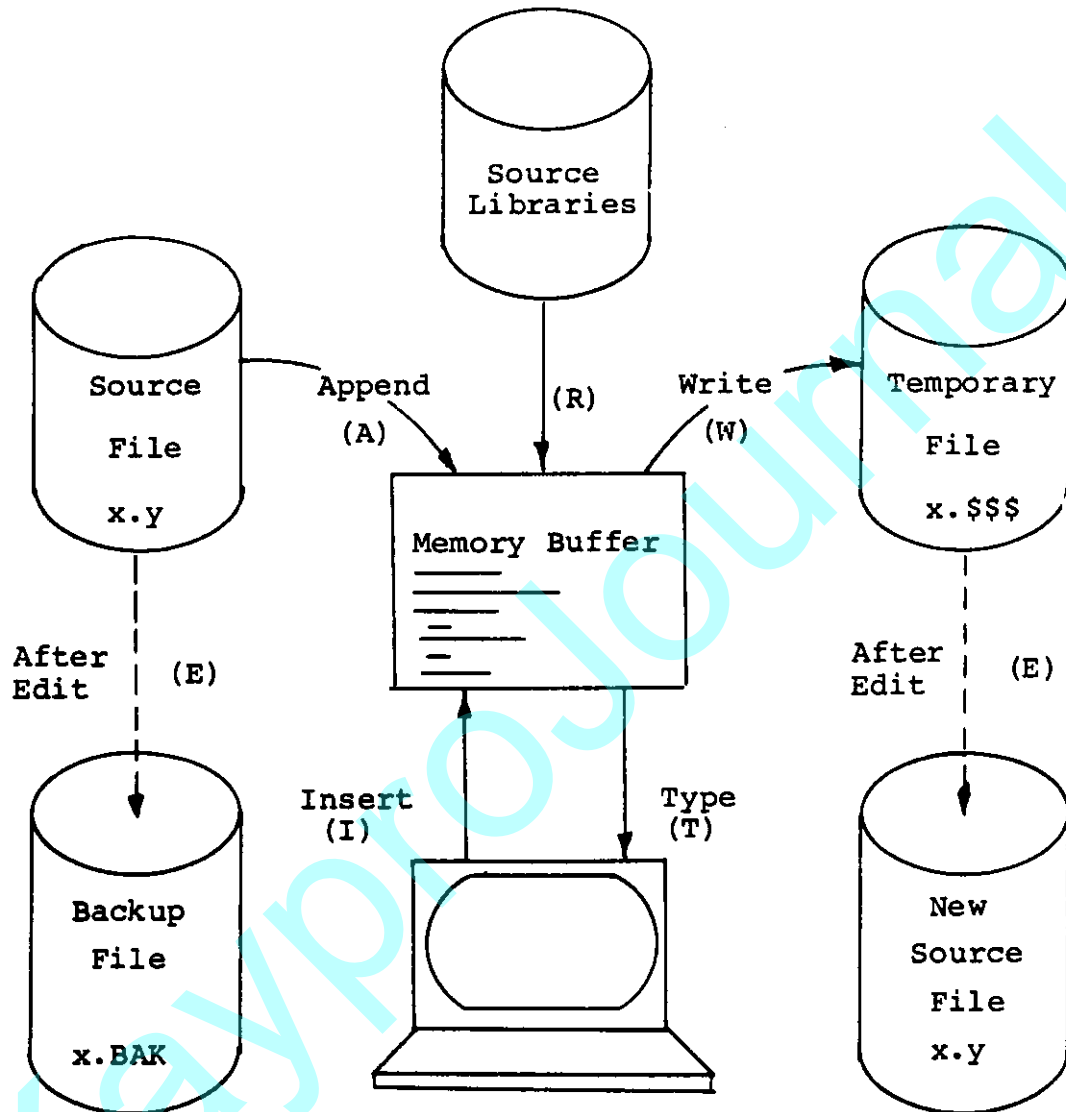 Source
Libraries
Source
File
x.y
Append
(A)
(R)
Write
(W)
Temporary
File
x.$$$
Memory Buffer
After
Edit
(E)
After
Edit
(E)
Insert
(I)
Type
(T)
Backup
File
x.BAK
New
Source
File
x.y
KayproJournal